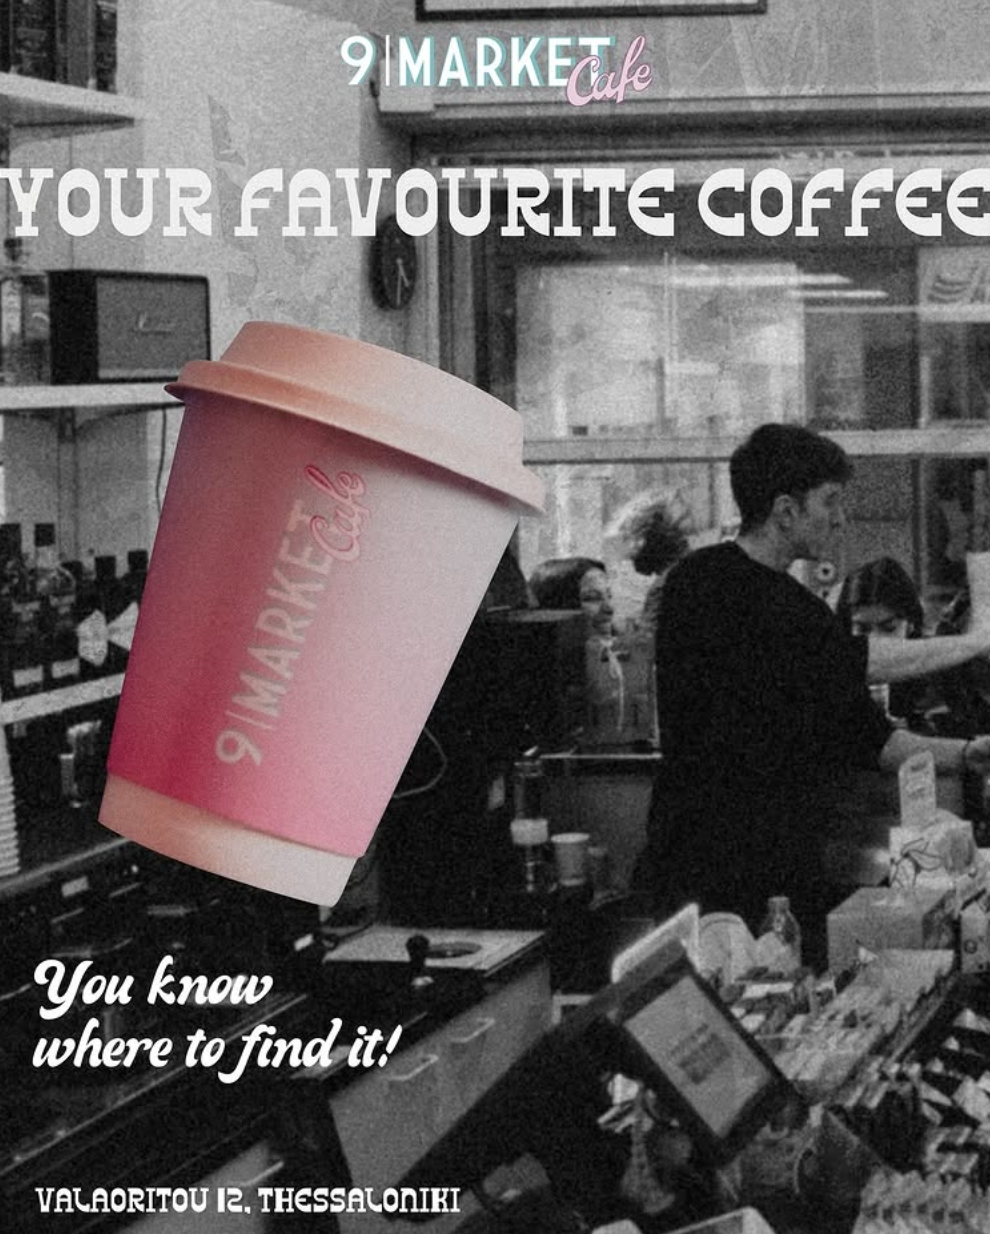 9|MARKET Cafe
YOUR FAVOURITE COFFEE
9|MARKET Cafe
You know
where to find it!
VALAORITOU 12, THESSALONIKI